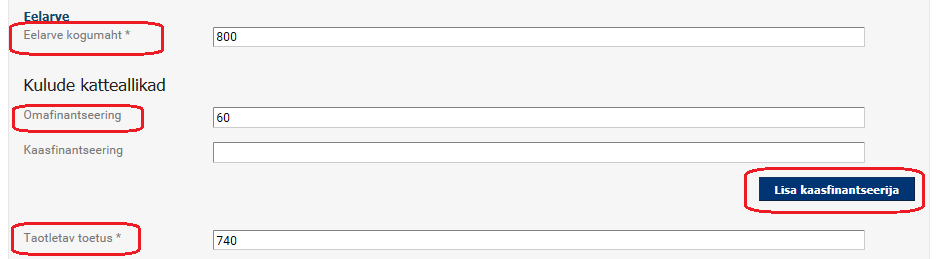 Eelarve
Eelarve kogumaht * 800
Kulude katteallikad
Omafinantseering 60
Kaasfinantseering
Lisa kaasfinantseerija
Taotletav toetus * 740